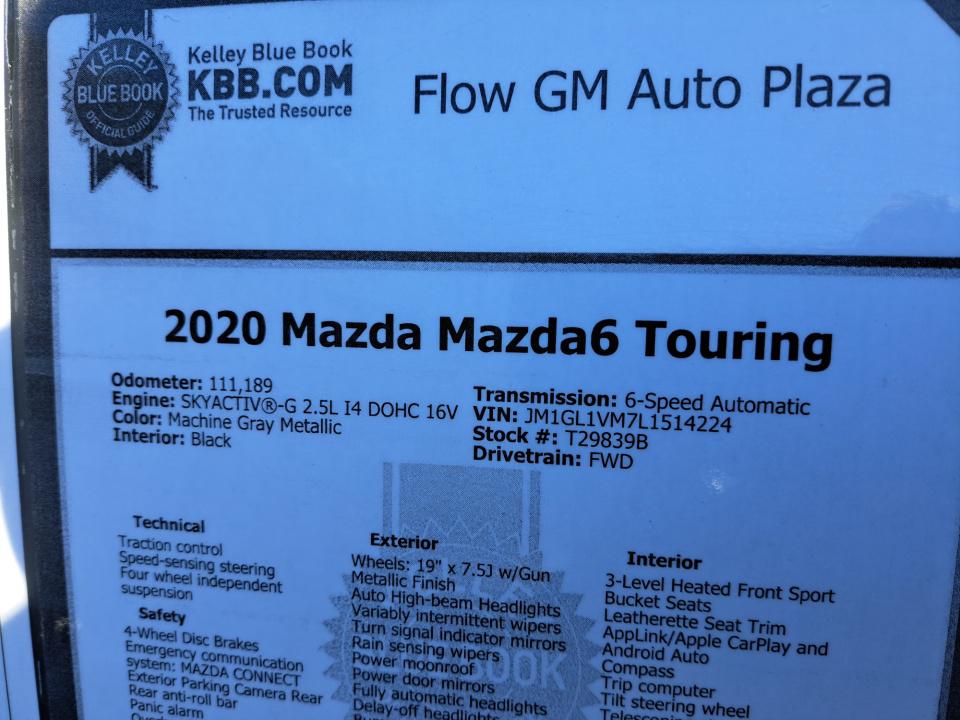 KELLEY
BLUE BOOK
OFFICIAL GUIDE
Kelley Blue Book
KBB.COM
The Trusted Resource
Flow GM Auto Plaza
2020 Mazda Mazda6 Touring
Odometer: 111,189
Engine: SKYACTIV®-G 2.5L I4 DOHC 16V
Color: Machine Gray Metallic
Interior: Black
Transmission: 6-Speed Automatic
VIN: JM1GL1VM7L1514224
Stock #: T29839B
Drivetrain: FWD
Technical
Traction control
Speed-sensing steering
Four wheel independent
suspension
Safety
4-Wheel Disc Brakes
Emergency communication
system: MAZDA CONNECT
Exterior Parking Camera Rear
Rear anti-roll bar
Panic alarm
Exterior
Wheels: 19" x 7.5J w/Gun
Metallic Finish
Auto High-beam Headlights
Variably intermittent wipers
Turn signal indicator mirrors
Rain sensing wipers
Power moonroof
Power door mirrors
Fully automatic headlights
Delay-off headlights
Interior
3-Level Heated Front Sport
Bucket Seats
Leatherette Seat Trim
AppLink/Apple CarPlay and
Android Auto
Compass
Trip computer
Tilt steering wheel